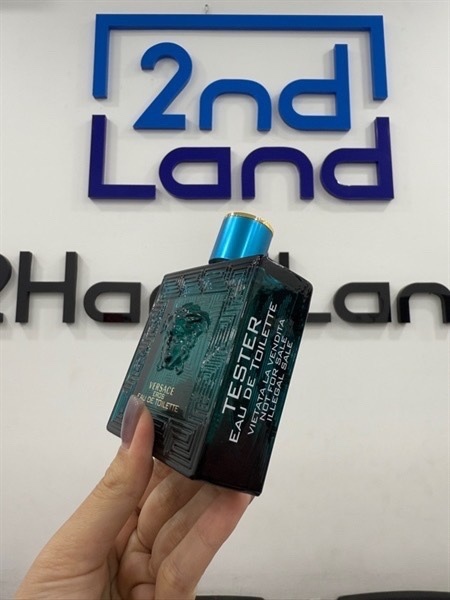 2nd
Land
2Hand Land
VERSACE
EROS
EAU DE TOILETTE
TESTER
EAU DE TOILETTE
VIETATA LA VENDITA
NOT FOR SALE
ILLEGAL SALE